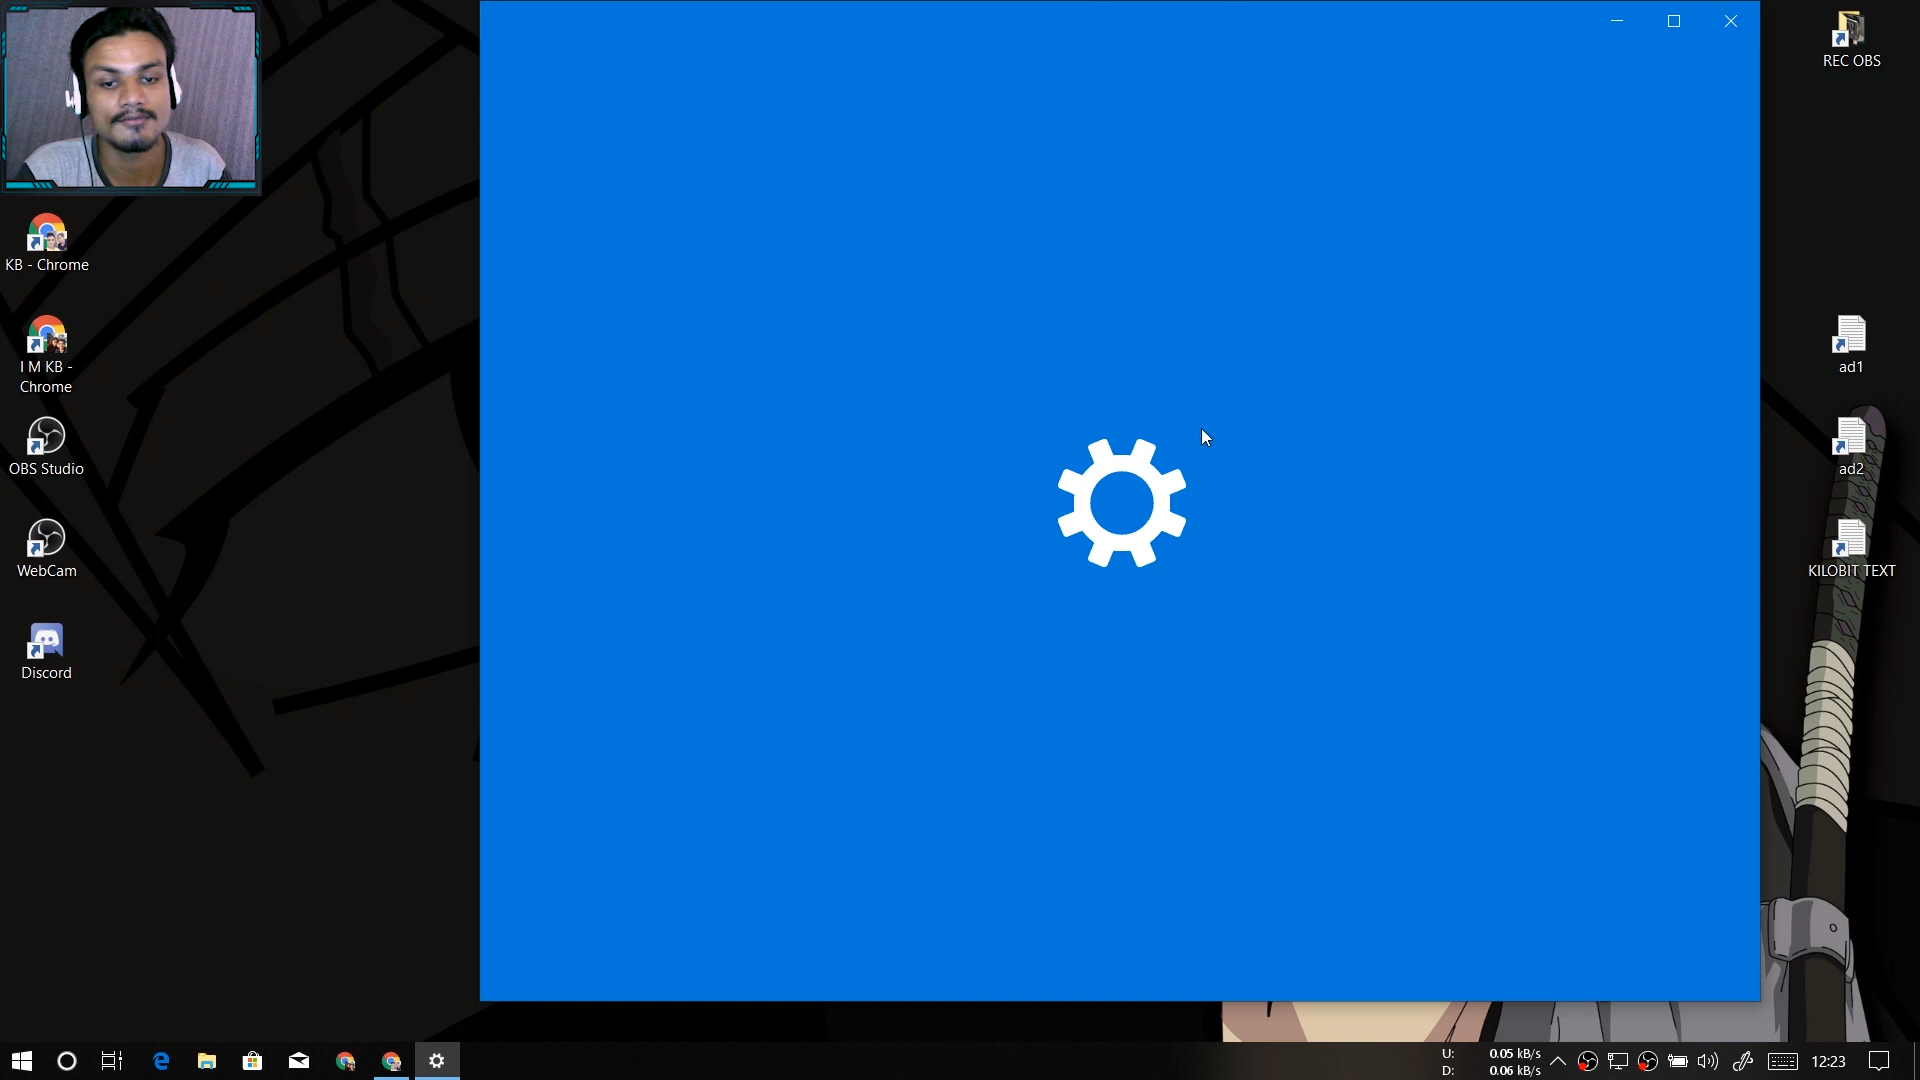 REC OBS
KB - Chrome
I M KB -
Chrome
ad1
OBS Studio
ad2
WebCam
KILOBIT TEXT
Discord
U: 0.05 kB/s
D: 0.06 kB/s
12:23